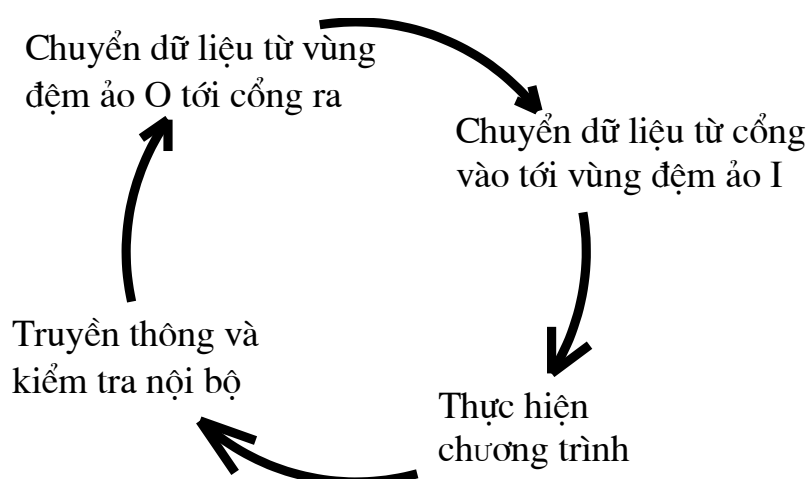 Chuyển dữ liệu từ vùng
đệm ảo O tới cổng ra
Chuyển dữ liệu từ cổng
vào tới vùng đệm ảo I
Thực hiện
chương trình
Truyền thông và
kiểm tra nội bộ